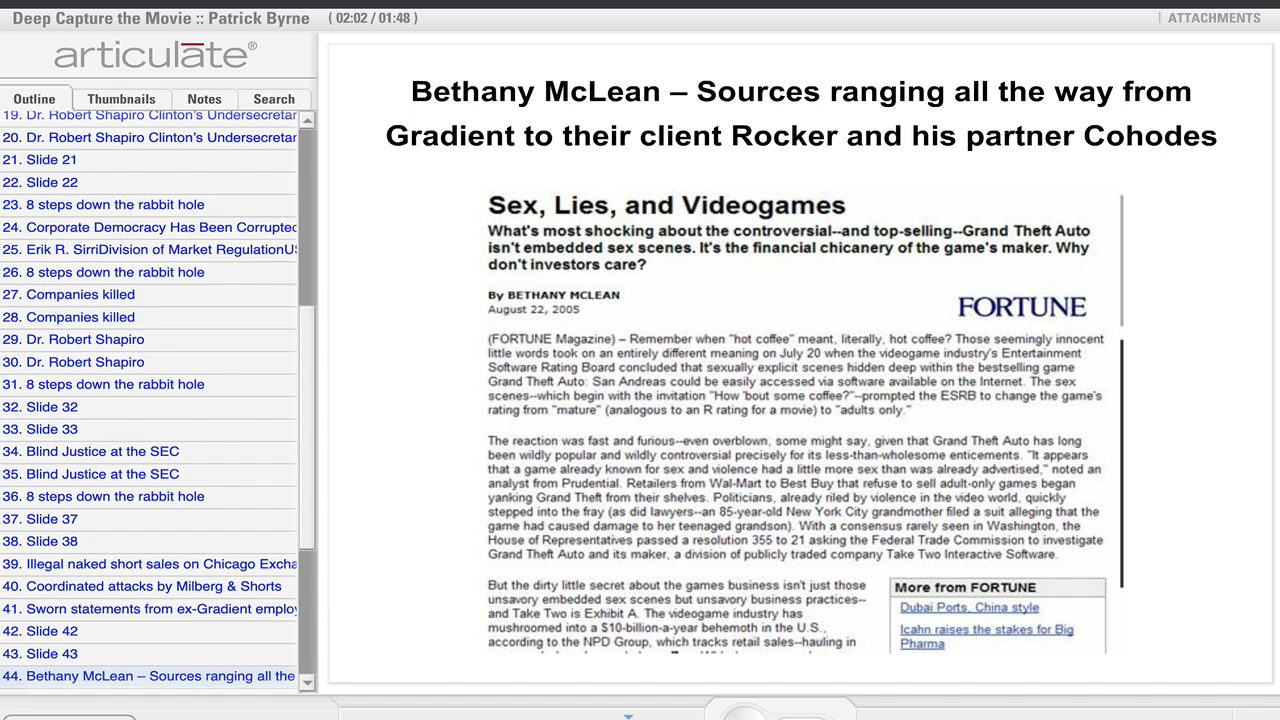 Deep Capture the Movie :: Patrick Byrne ( 02:02 / 01:48 )
ATTACHMENTS
articulate®
Outline Thumbnails Notes Search
19. Dr. Robert Shapiro Clinton's Undersecretar
20. Dr. Robert Shapiro Clinton's Undersecretar
21. Slide 21
22. Slide 22
23. 8 steps down the rabbit hole
24. Corporate Democracy Has Been Corrupted
25. Erik R. SirriDivision of Market RegulationUS
26. 8 steps down the rabbit hole
27. Companies killed
28. Companies killed
29. Dr. Robert Shapiro
30. Dr. Robert Shapiro
31. 8 steps down the rabbit hole
32. Slide 32
33. Slide 33
34. Blind Justice at the SEC
35. Blind Justice at the SEC
36. 8 steps down the rabbit hole
37. Slide 37
38. Slide 38
39. Illegal naked short sales on Chicago Excha
40. Coordinated attacks by Milberg & Shorts
41. Sworn statements from ex-Gradient employ
42. Slide 42
43. Slide 43
44. Bethany McLean – Sources ranging all the
Bethany McLean – Sources ranging all the way from
Gradient to their client Rocker and his partner Cohodes
Sex, Lies, and Videogames
What's most shocking about the controversial--and top-selling--Grand Theft Auto
isn't embedded sex scenes. It's the financial chicanery of the game's maker. Why
don't investors care?
By BETHANY MCLEAN
August 22, 2005
FORTUNE
(FORTUNE Magazine) – Remember when "hot coffee" meant, literally, hot coffee? Those seemingly innocent
little words took on an entirely different meaning on July 20 when the videogame industry's Entertainment
Software Rating Board concluded that sexually explicit scenes hidden deep within the bestselling game
Grand Theft Auto: San Andreas could be easily accessed via software available on the Internet. The sex
scenes--which begin with the invitation "How 'bout some coffee?"--prompted the ESRB to change the game's
rating from "mature" (analogous to an R rating for a movie) to "adults only."
The reaction was fast and furious--even overblown, some might say, given that Grand Theft Auto has long
been wildly popular and wildly controversial precisely for its less-than-wholesome enticements. "It appears
that a game already known for sex and violence had a little more sex than was already advertised," noted an
analyst from Prudential. Retailers from Wal-Mart to Best Buy that refuse to sell adult-only games began
yanking Grand Theft from their shelves. Politicians, already riled by violence in the video world, quickly
stepped into the fray (as did lawyers--an 85-year-old New York City grandmother filed a suit alleging that the
game had caused damage to her teenaged grandson). With a consensus rarely seen in Washington, the
House of Representatives passed a resolution 355 to 21 asking the Federal Trade Commission to investigate
Grand Theft Auto and its maker, a division of publicly traded company Take Two Interactive Software.
But the dirty little secret about the games business isn't just those
unsavory embedded sex scenes but unsavory business practices--
and Take Two is Exhibit A. The videogame industry has
mushroomed into a $10-billion-a-year behemoth in the U.S.,
according to the NPD Group, which tracks retail sales--hauling in
More from FORTUNE
Dubai Ports, China style
Icahn raises the stakes for Big
Pharma